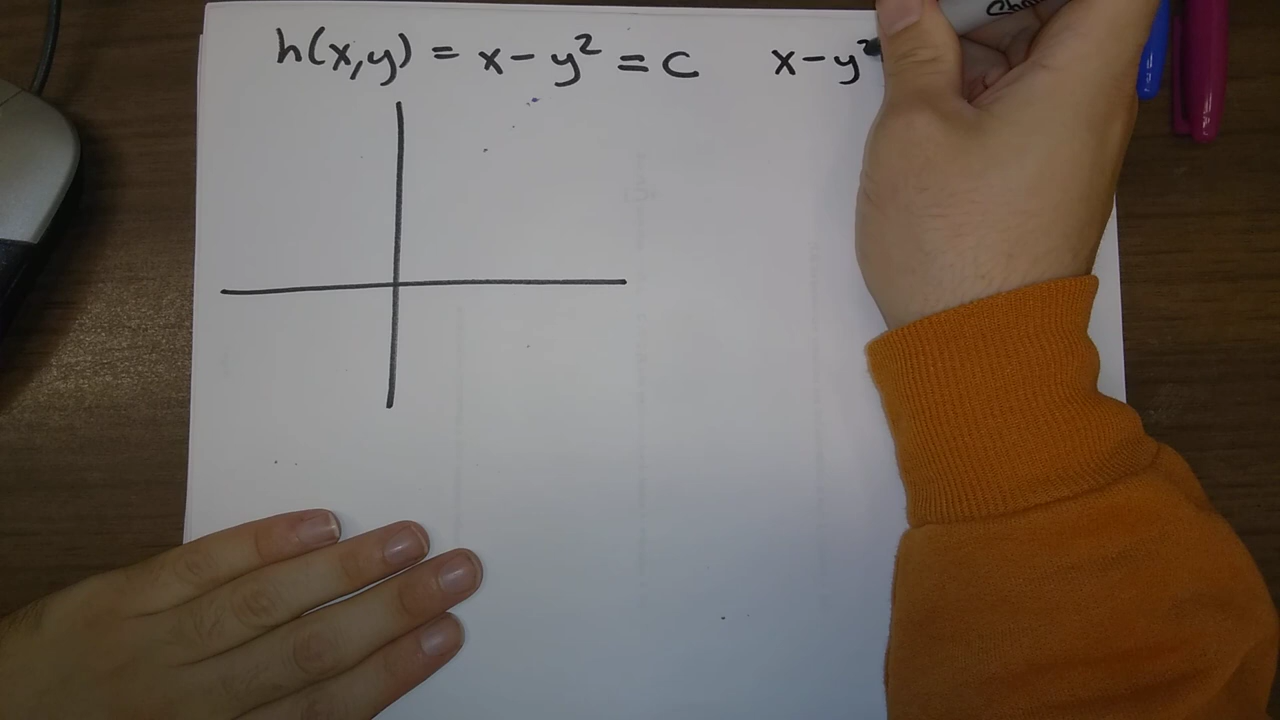 h(x,y) = x - y² = c x - y²